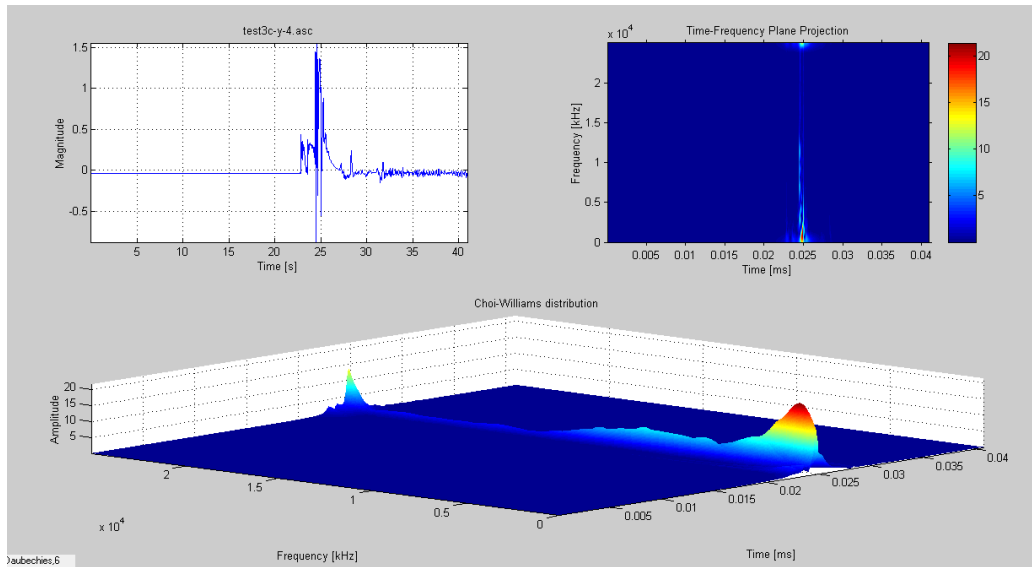 test3c-y-4.asc
1.5
1
0.5
0
-0.5
Magnitude
5 10 15 20 25 30 35 40
Time [s]
x 10^4
Time-Frequency Plane Projection
2
1.5
1
0.5
0
Frequency [kHz]
0.005 0.01 0.015 0.02 0.025 0.03 0.035 0.04
Time [ms]
20
15
10
5
Choi-Williams distribution
20
15
10
5
Amplitude
2
1.5
1
0.5
0
x 10^4
Frequency [kHz]
0.005
0.01
0.015
0.02
0.025
0.03
0.035
0.04
Time [ms]
Daubechies,6